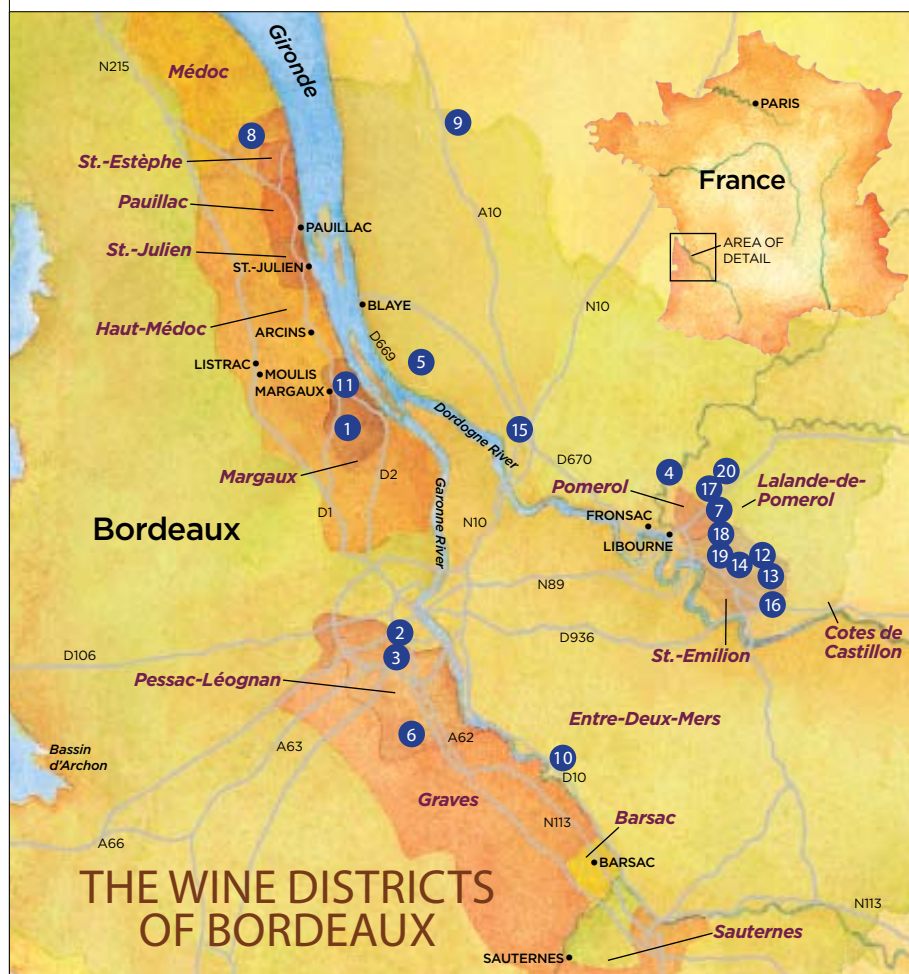 Gironde
N215
Médoc
PARIS
8
9
St.-Estèphe
France
Pauillac
A10
PAUILLAC
St.-Julien
AREA OF
DETAIL
ST.-JULIEN
BLAYE
N10
Haut-Médoc
ARCINS
D669
5
LISTRAC
MOULIS
11
MARGAUX
1
Dordogne River
15
D670
Margaux
D2
4
20
17
Pomerol
Lalande-de-
Pomerol
7
D1
Garonne River
N10
FRONSAC
Bordeaux
LIBOURNE
18
19
14
12
13
N89
16
2
D936
St.-Emilion
Cotes de
Castillon
D106
3
Pessac-Léognan
Entre-Deux-Mers
6
A62
A63
10
D10
Bassin
d'Archon
Graves
N113
Barsac
A66
BARSAC
THE WINE DISTRICTS
OF BORDEAUX
N113
Sauternes
SAUTERNES